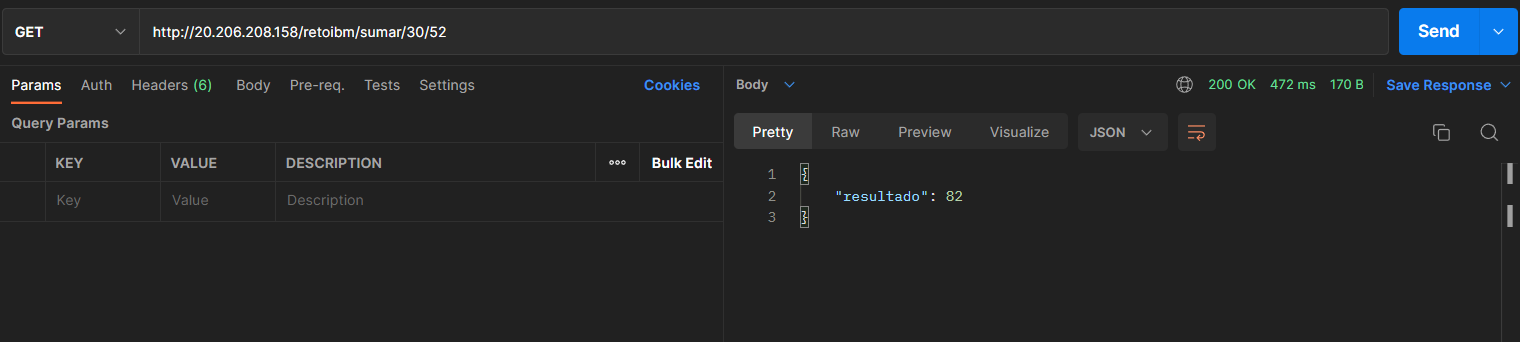 GET http://20.206.208.158/retoibm/sumar/30/52 Send
Params Auth Headers (6) Body Pre-req. Tests Settings Cookies
Query Params
KEY VALUE DESCRIPTION ooo Bulk Edit
Key Value Description
Body 200 OK 472 ms 170 B Save Response
Pretty Raw Preview Visualize JSON
1 {
2 "resultado": 82
3 }